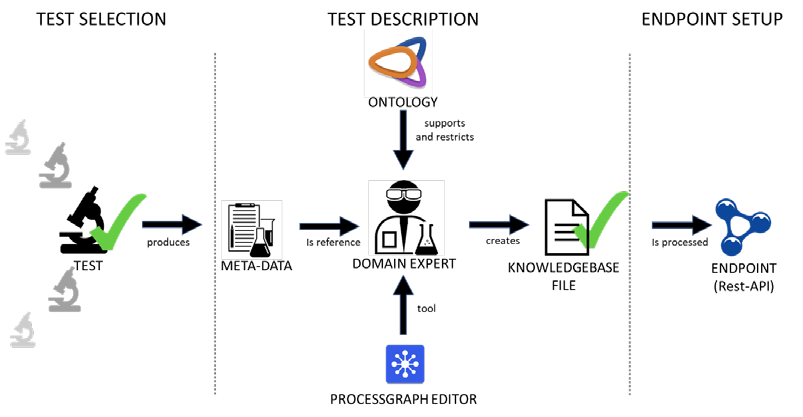 TEST SELECTION
TEST DESCRIPTION
ENDPOINT SETUP
ONTOLOGY
supports
and restricts
produces
Is reference
creates
Is processed
TEST
META-DATA
DOMAIN EXPERT
KNOWLEDGEBASE
FILE
ENDPOINT
(Rest-API)
tool
PROCESSGRAPH EDITOR